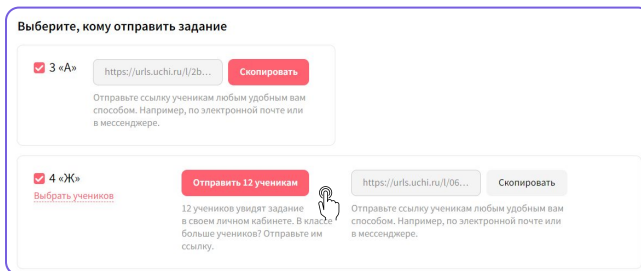 Выберите, кому отправить задание
3 «А»
https://urls.uchi.ru/l/2b...
Скопировать
Отправьте ссылку ученикам любым удобным вам
способом. Например, по электронной почте или
в мессенджере.
4 «Ж»
Выбрать учеников
Отправить 12 ученикам
12 учеников увидят задание
в своем личном кабинете. В классе
больше учеников? Отправьте им
ссылку.
https://urls.uchi.ru/l/06...
Скопировать
Отправьте ссылку ученикам любым удобным вам
способом. Например, по электронной почте или
в мессенджере.